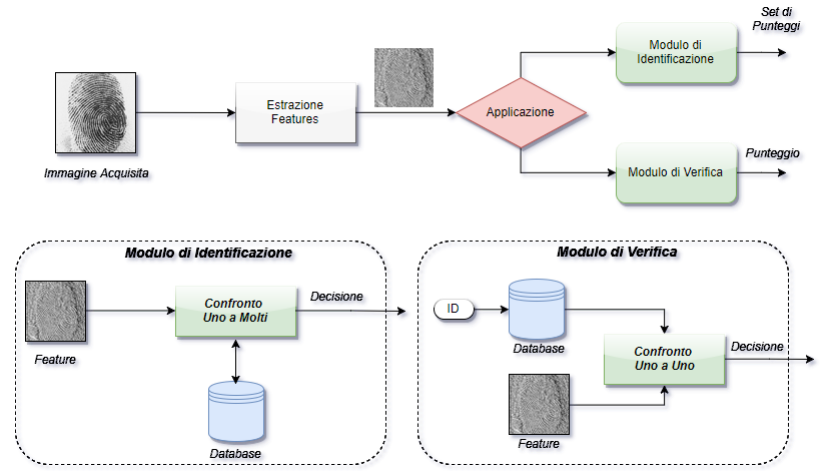 Set di
Punteggi
Modulo di
Identificazione
Estrazione
Features
Applicazione
Immagine Acquisita
Punteggio
Modulo di Verifica
Modulo di Identificazione
Feature
Confronto
Uno a Molti
Decisione
Database
Modulo di Verifica
ID
Database
Confronto
Uno a Uno
Decisione
Feature